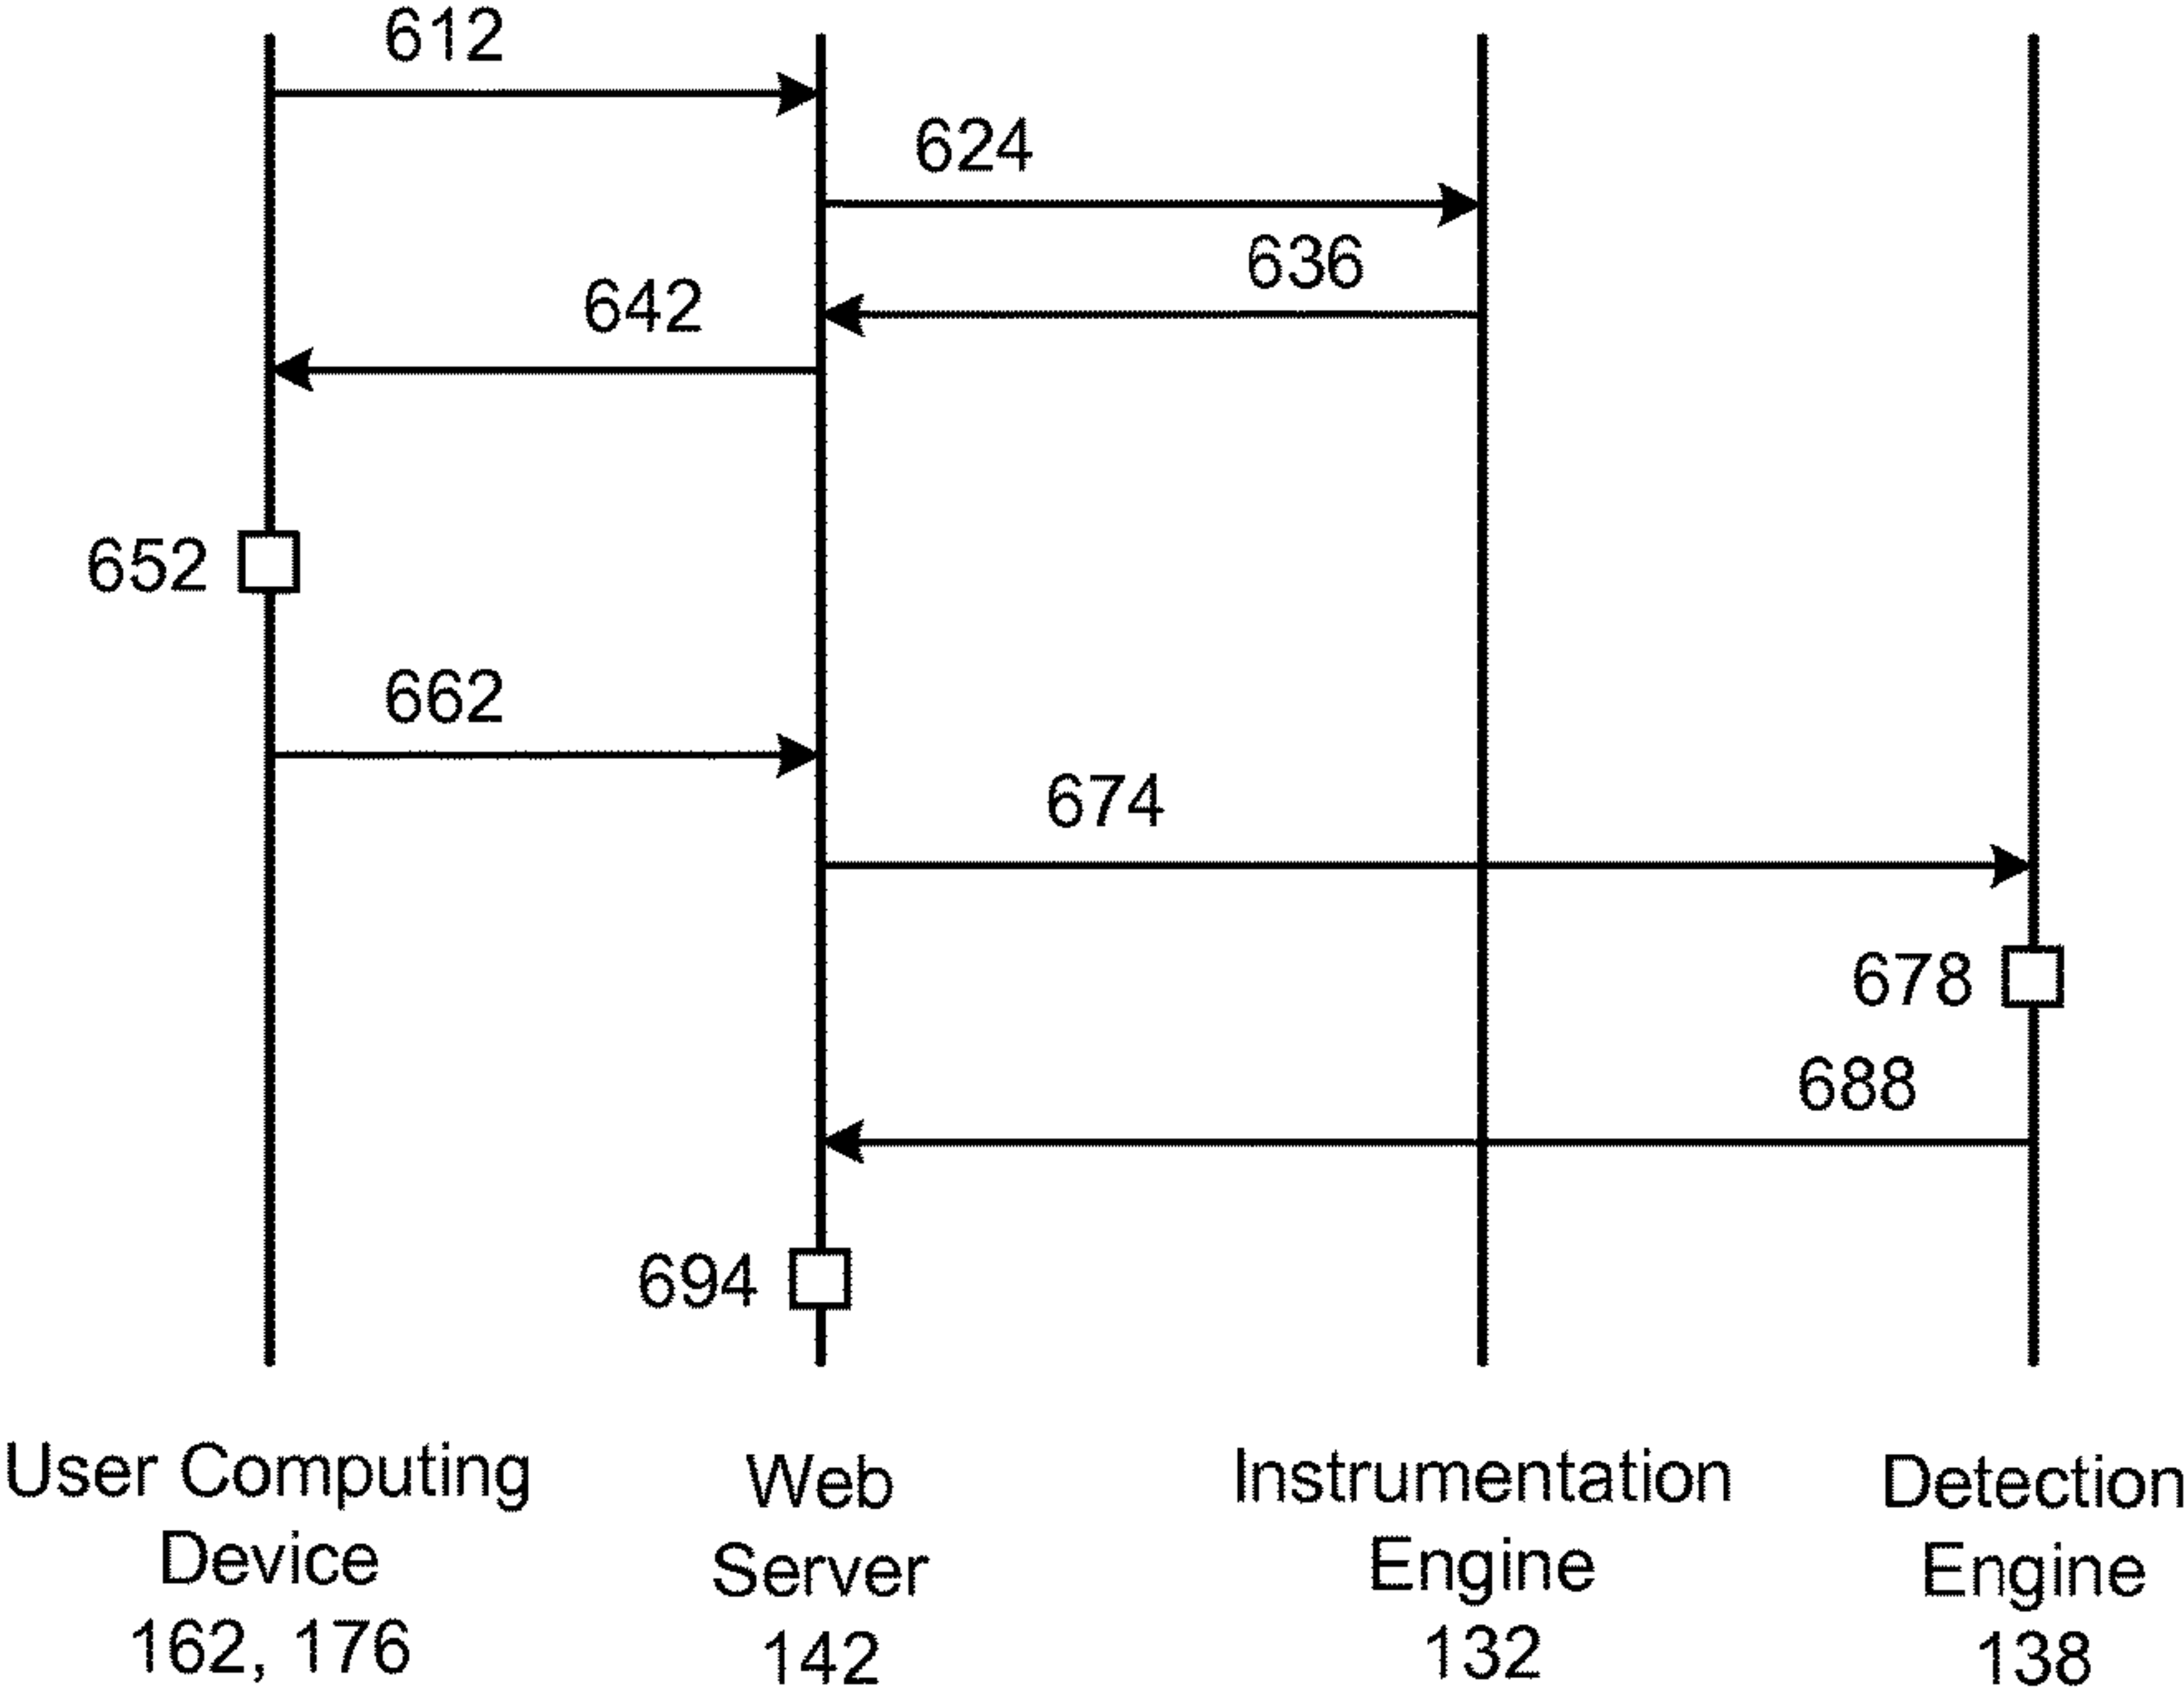 612
624
636
642
652
662
674
678
688
694
User Computing
Device
162, 176
Web
Server
142
Instrumentation
Engine
132
Detection
Engine
138